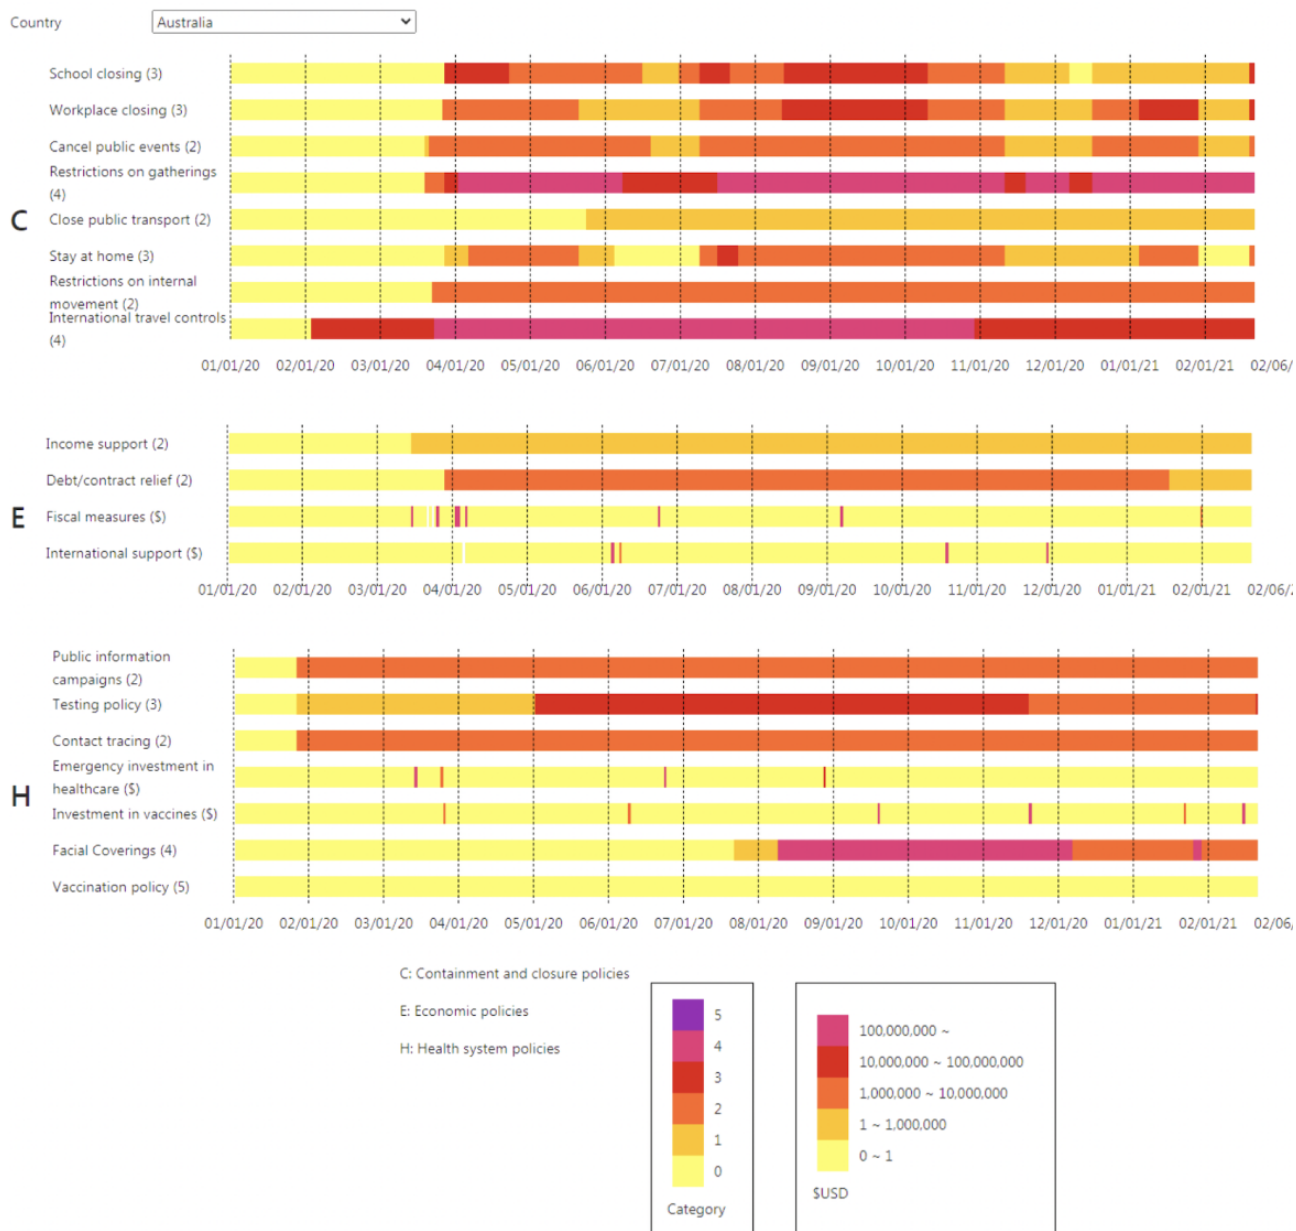 Country
Australia
School closing (3)
Workplace closing (3)
Cancel public events (2)
Restrictions on gatherings
(4)
C
Close public transport (2)
Stay at home (3)
Restrictions on internal
movement (2)
International travel controls
(4)
01/01/20 02/01/20 03/01/20 04/01/20 05/01/20 06/01/20 07/01/20 08/01/20 09/01/20 10/01/20 11/01/20 12/01/20 01/01/21 02/01/21 02/06/
Income support (2)
Debt/contract relief (2)
E
Fiscal measures ($)
International support ($)
01/01/20 02/01/20 03/01/20 04/01/20 05/01/20 06/01/20 07/01/20 08/01/20 09/01/20 10/01/20 11/01/20 12/01/20 01/01/21 02/01/21 02/06/2
Public information
campaigns (2)
Testing policy (3)
Contact tracing (2)
Emergency investment in
healthcare ($)
H
Investment in vaccines ($)
Facial Coverings (4)
Vaccination policy (5)
01/01/20 02/01/20 03/01/20 04/01/20 05/01/20 06/01/20 07/01/20 08/01/20 09/01/20 10/01/20 11/01/20 12/01/20 01/01/21 02/01/21 02/06/
C: Containment and closure policies
E: Economic policies
H: Health system policies
5
4
3
2
1
0
Category
100,000,000 ~
10,000,000 ~ 100,000,000
1,000,000 ~ 10,000,000
1 ~ 1,000,000
0 ~ 1
$USD